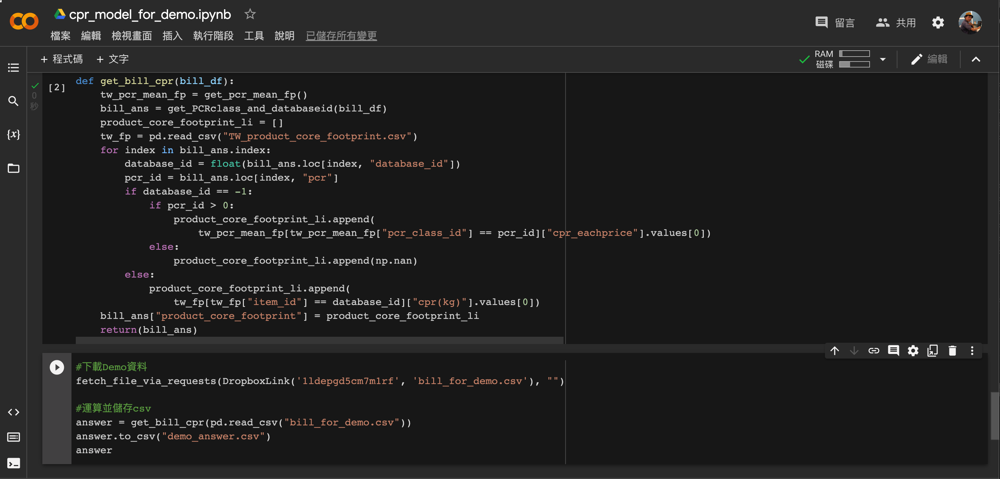 cpr_model_for_demo.ipynb
檔案 編輯 檢視畫面 插入 執行階段 工具 說明 已儲存所有變更
留言 共用
+ 程式碼 + 文字
RAM
磁碟
編輯
[2]
0
秒
{x}
def get_bill_cpr(bill_df):
    tw_pcr_mean_fp = get_pcr_mean_fp()
    bill_ans = get_PCRclass_and_databaseid(bill_df)
    product_core_footprint_li = []
    tw_fp = pd.read_csv("TW_product_core_footprint.csv")
    for index in bill_ans.index:
        database_id = float(bill_ans.loc[index, "database_id"])
        pcr_id = bill_ans.loc[index, "pcr"]
        if database_id == -1:
            if pcr_id > 0:
                product_core_footprint_li.append(
                    tw_pcr_mean_fp[tw_pcr_mean_fp["pcr_class_id"] == pcr_id]["cpr_eachprice"].values[0])
            else:
                product_core_footprint_li.append(np.nan)
        else:
            product_core_footprint_li.append(
                tw_fp[tw_fp["item_id"] == database_id]["cpr(kg)"].values[0])
    bill_ans["product_core_footprint"] = product_core_footprint_li
    return(bill_ans)
#下載Demo資料
fetch_file_via_requests(DropboxLink('1ldepgd5cm7m1rf', 'bill_for_demo.csv'), "")
#運算並儲存csv
answer = get_bill_cpr(pd.read_csv("bill_for_demo.csv"))
answer.to_csv("demo_answer.csv")
answer